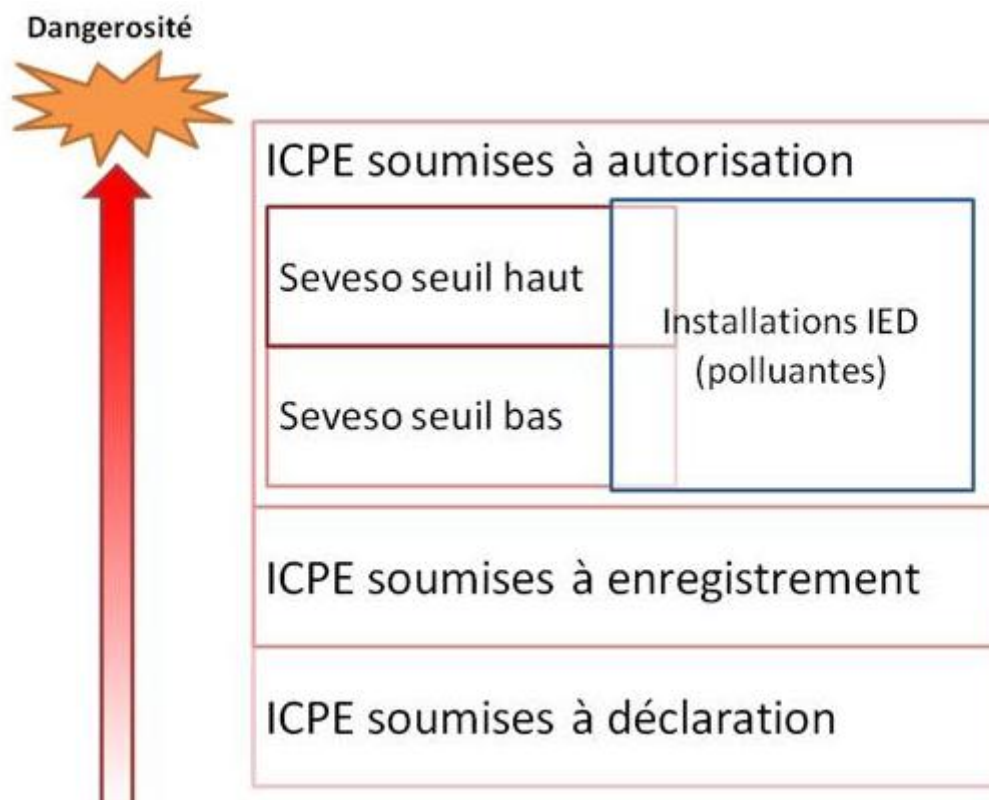 Dangerosité
ICPE soumises à autorisation
Seveso seuil haut
Installations IED
(polluantes)
Seveso seuil bas
ICPE soumises à enregistrement
ICPE soumises à déclaration